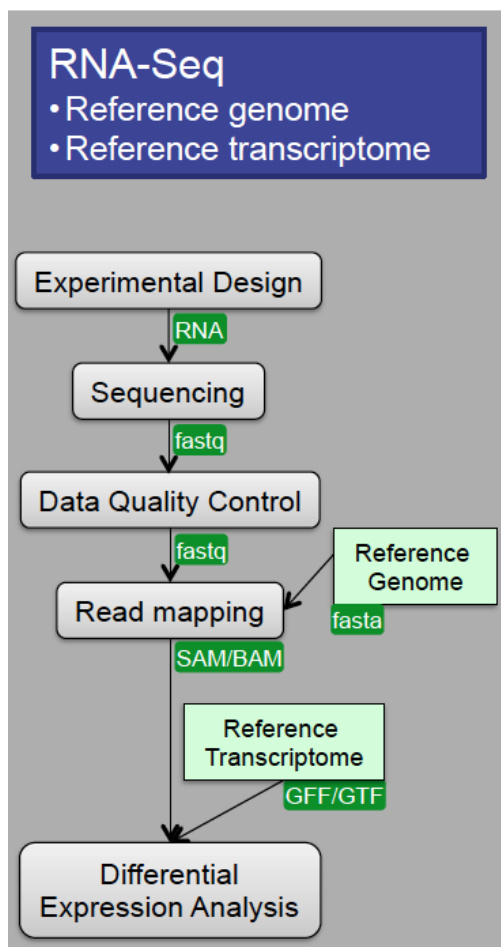 RNA-Seq
• Reference genome
• Reference transcriptome
Experimental Design
RNA
Sequencing
fastq
Data Quality Control
fastq
Reference
Genome
fasta
Read mapping
SAM/BAM
Reference
Transcriptome
GFF/GTF
Differential
Expression Analysis